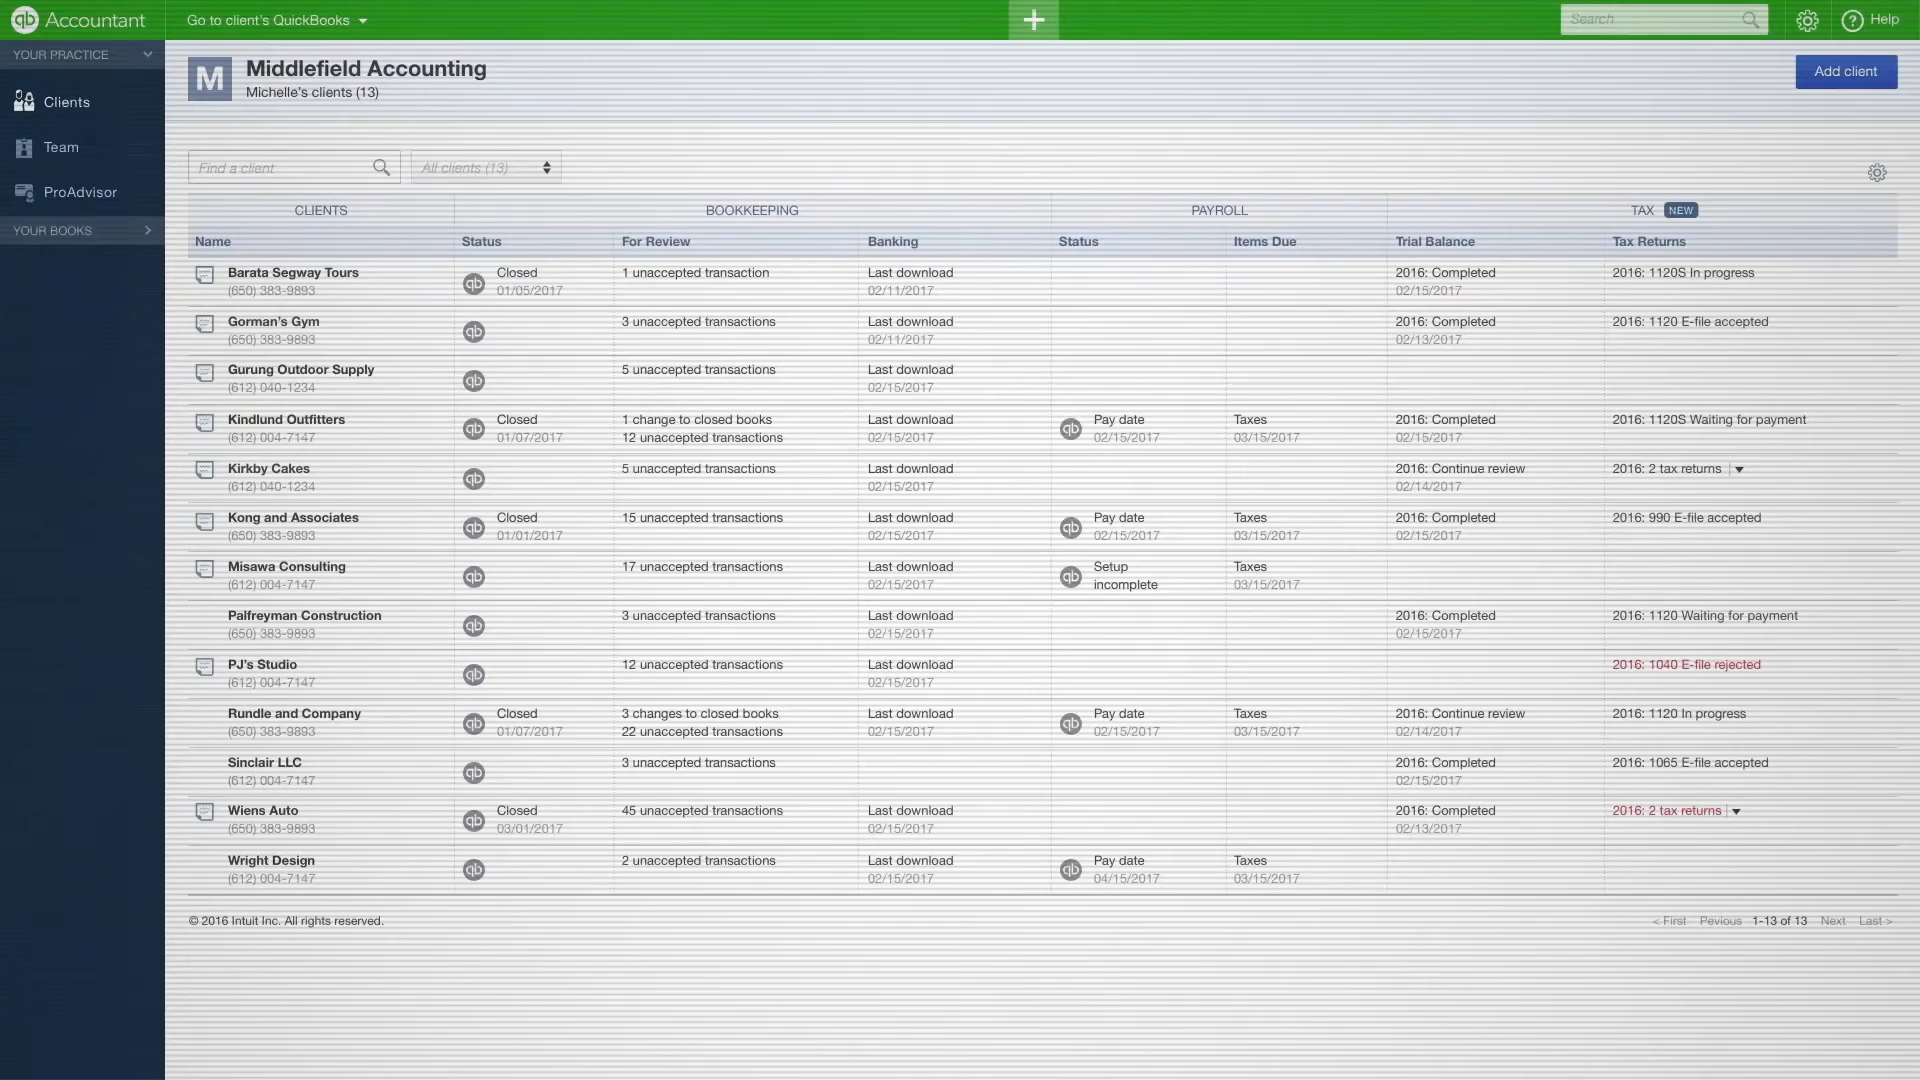 qb Accountant
Go to client's QuickBooks
Search
Help
YOUR PRACTICE
Clients
Team
ProAdvisor
YOUR BOOKS
M
Middlefield Accounting
Michelle's clients (13)
Add client
Find a client
All clients (13)
CLIENTS BOOKKEEPING PAYROLL TAX NEW
Name Status For Review Banking Status Items Due Trial Balance Tax Returns
Barata Segway Tours Closed 1 unaccepted transaction Last download 2016: Completed 2016: 1120S In progress
(650) 383-9893 qb 01/05/2017 02/11/2017 02/15/2017
Gorman's Gym 3 unaccepted transactions Last download 2016: Completed 2016: 1120 E-file accepted
(650) 383-9893 qb 02/11/2017 02/13/2017
Gurung Outdoor Supply 5 unaccepted transactions Last download
(612) 040-1234 qb 02/15/2017
Kindlund Outfitters Closed 1 change to closed books Last download Pay date Taxes 2016: Completed 2016: 1120S Waiting for payment
(612) 004-7147 qb 01/07/2017 12 unaccepted transactions 02/15/2017 qb 02/15/2017 03/15/2017 02/15/2017
Kirkby Cakes 5 unaccepted transactions Last download 2016: Continue review 2016: 2 tax returns
(612) 040-1234 qb 02/15/2017 02/14/2017
Kong and Associates Closed 15 unaccepted transactions Last download Pay date Taxes 2016: Completed 2016: 990 E-file accepted
(650) 383-9893 qb 01/01/2017 02/15/2017 qb 02/15/2017 03/15/2017 02/15/2017
Misawa Consulting 17 unaccepted transactions Last download Setup Taxes
(612) 004-7147 qb 02/15/2017 qb incomplete 03/15/2017
Palfreyman Construction 3 unaccepted transactions Last download 2016: Completed 2016: 1120 Waiting for payment
(650) 383-9893 qb 02/15/2017 02/15/2017
PJ's Studio 12 unaccepted transactions Last download 2016: 1040 E-file rejected
(612) 004-7147 qb 02/15/2017
Rundle and Company Closed 3 changes to closed books Last download Pay date Taxes 2016: Continue review 2016: 1120 In progress
(650) 383-9893 qb 01/07/2017 22 unaccepted transactions 02/15/2017 qb 02/15/2017 03/15/2017 02/14/2017
Sinclair LLC 3 unaccepted transactions 2016: Completed 2016: 1065 E-file accepted
(612) 004-7147 qb 02/15/2017
Wiens Auto Closed 45 unaccepted transactions Last download 2016: Completed 2016: 2 tax returns
(650) 383-9893 qb 03/01/2017 02/15/2017 02/13/2017
Wright Design 2 unaccepted transactions Last download Pay date Taxes
(612) 004-7147 qb 02/15/2017 qb 04/15/2017 03/15/2017
© 2016 Intuit Inc. All rights reserved.
< First Pevious 1-13 of 13 Next Last >